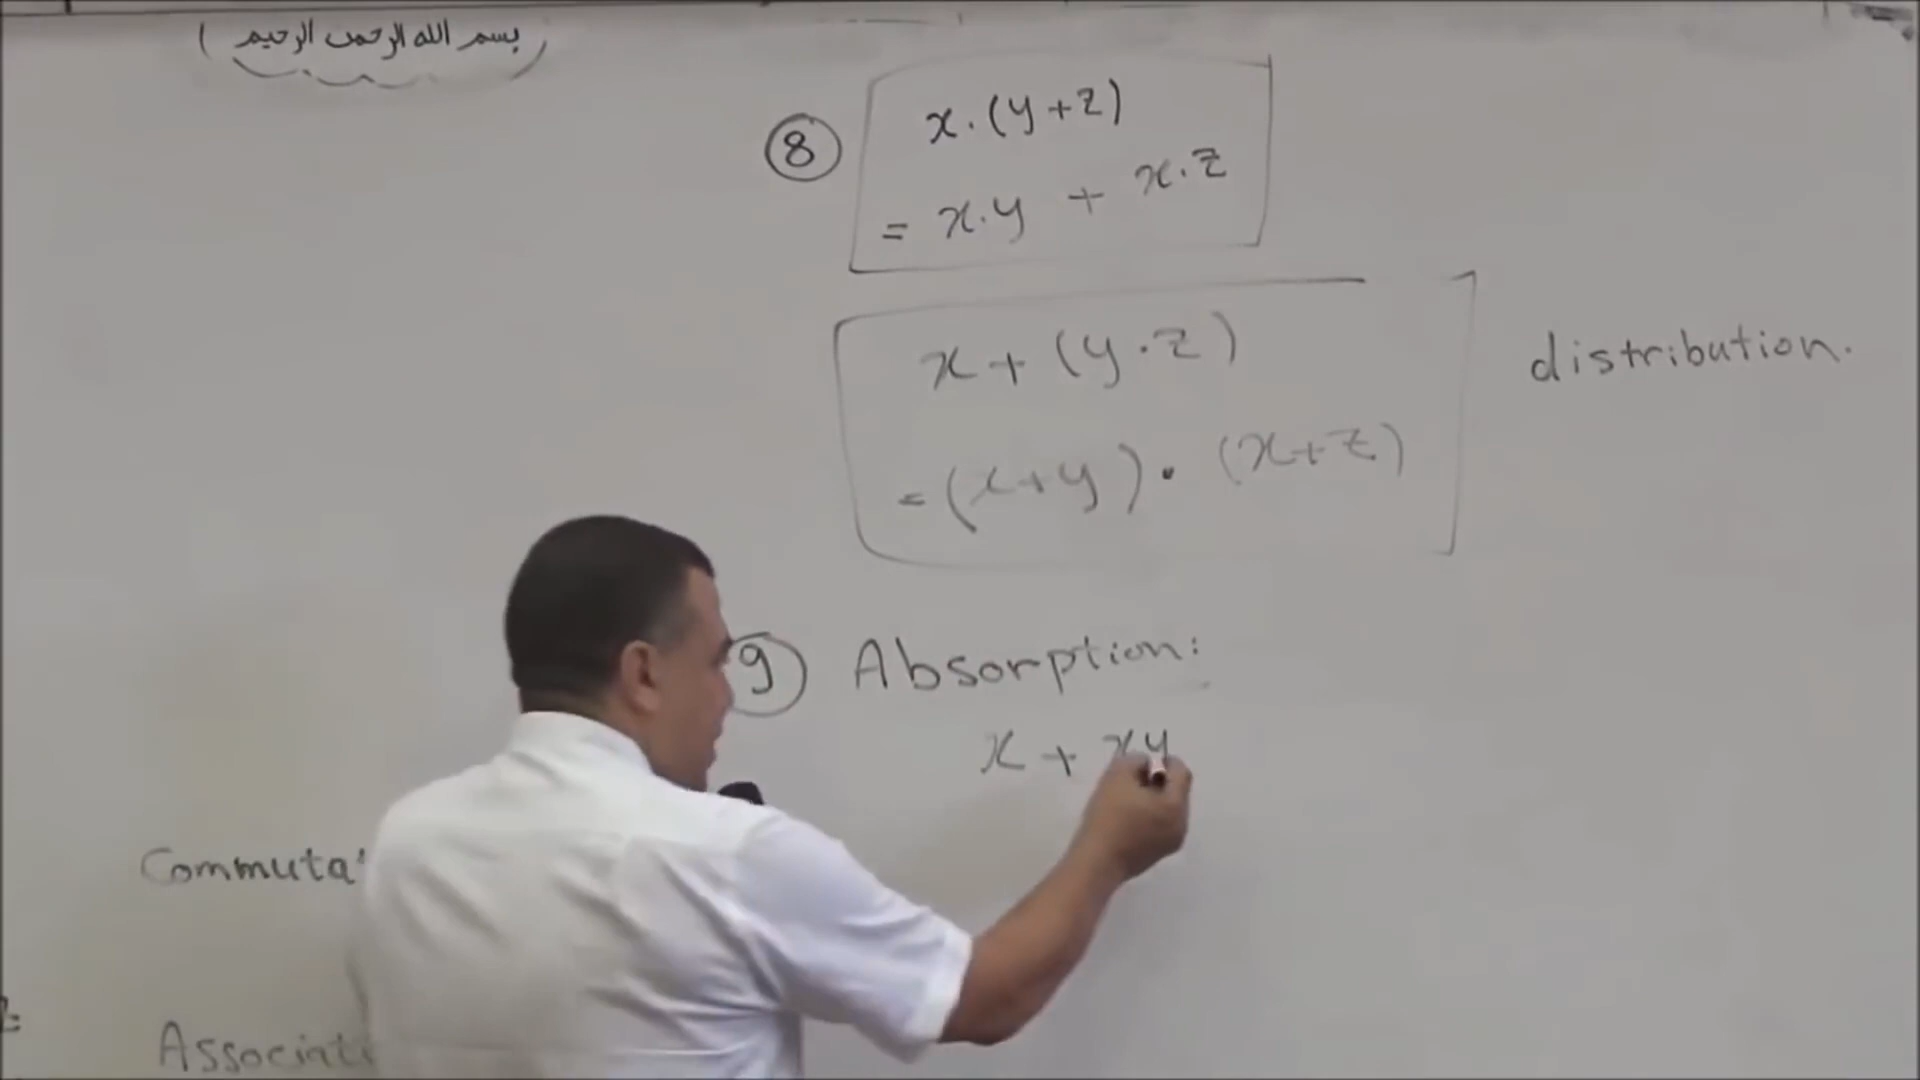 ( بسم الله الرحمن الرحيم )
8
x.(y+z)
= x.y + x.z
x+(y.z)
=(x+y).(x+z)
distribution.
9 Absorption:
x + xy